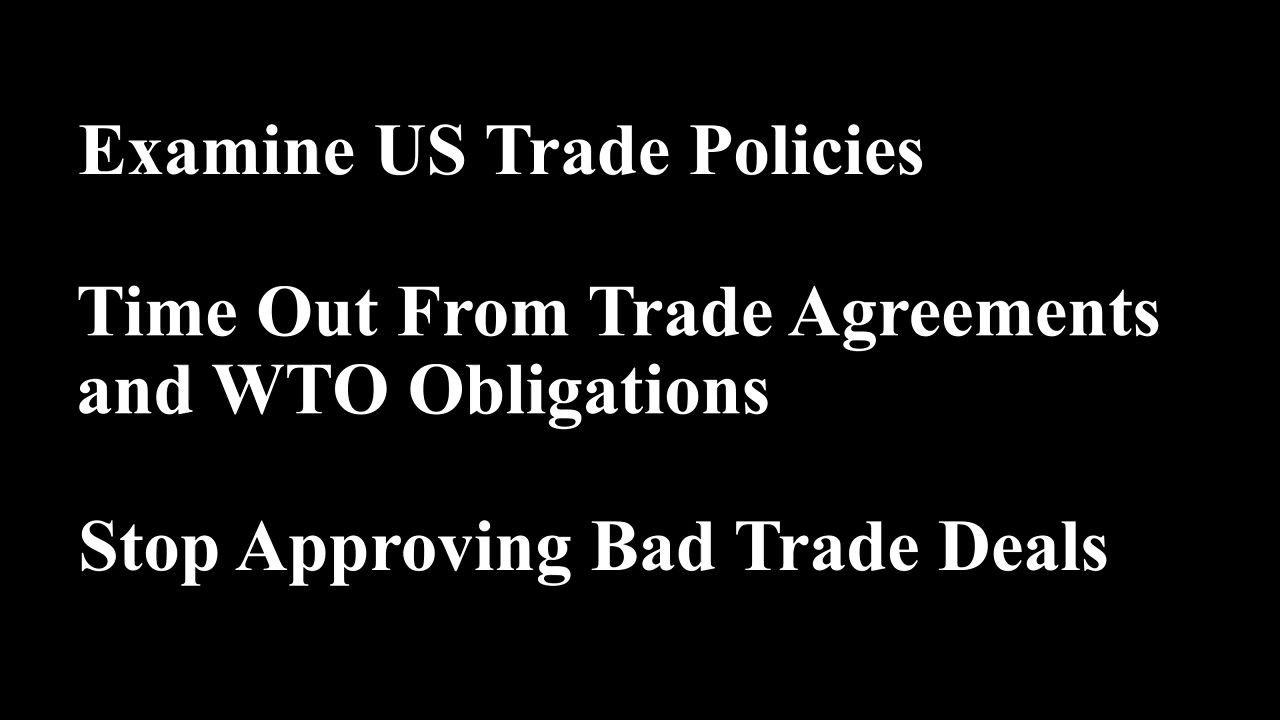 Examine US Trade Policies
Time Out From Trade Agreements
and WTO Obligations
Stop Approving Bad Trade Deals